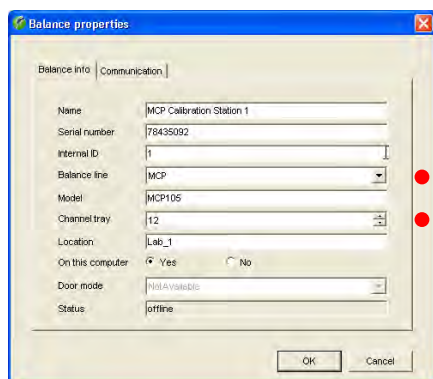 Balance properties
Balance info Communication
Name MCP Calibration Station 1
Serial number 78435092
Internal ID 1
Balance line MCP
Model MCP105
Channel tray 12
Location Lab_1
On this computer Yes No
Door mode NotAvailable
Status offline
OK Cancel